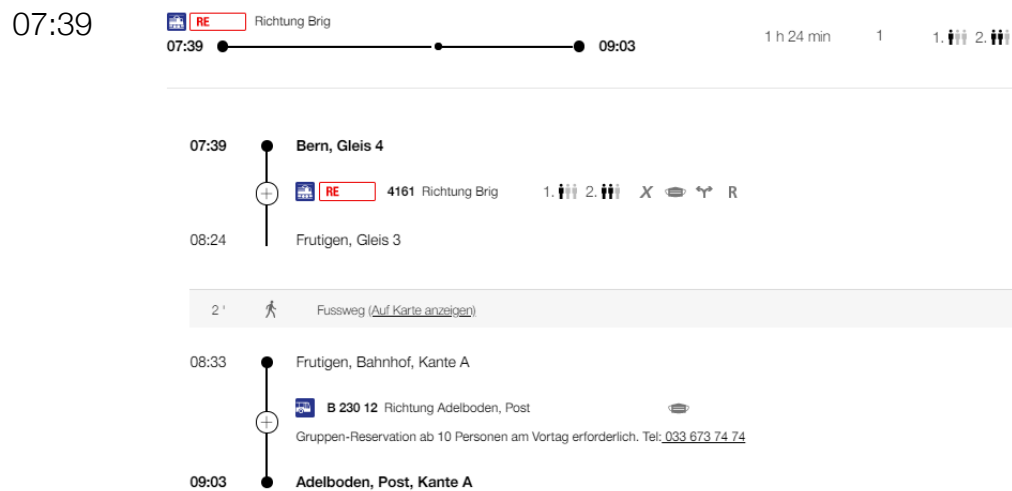 07:39
RE Richtung Brig
07:39 09:03 1 h 24 min 1 1. 2.
07:39 Bern, Gleis 4
RE 4161 Richtung Brig 1. 2. X R
08:24 Frutigen, Gleis 3
2 ' Fussweg (Auf Karte anzeigen)
08:33 Frutigen, Bahnhof, Kante A
B 230 12 Richtung Adelboden, Post
Gruppen-Reservation ab 10 Personen am Vortag erforderlich. Tel: 033 673 74 74
09:03 Adelboden, Post, Kante A